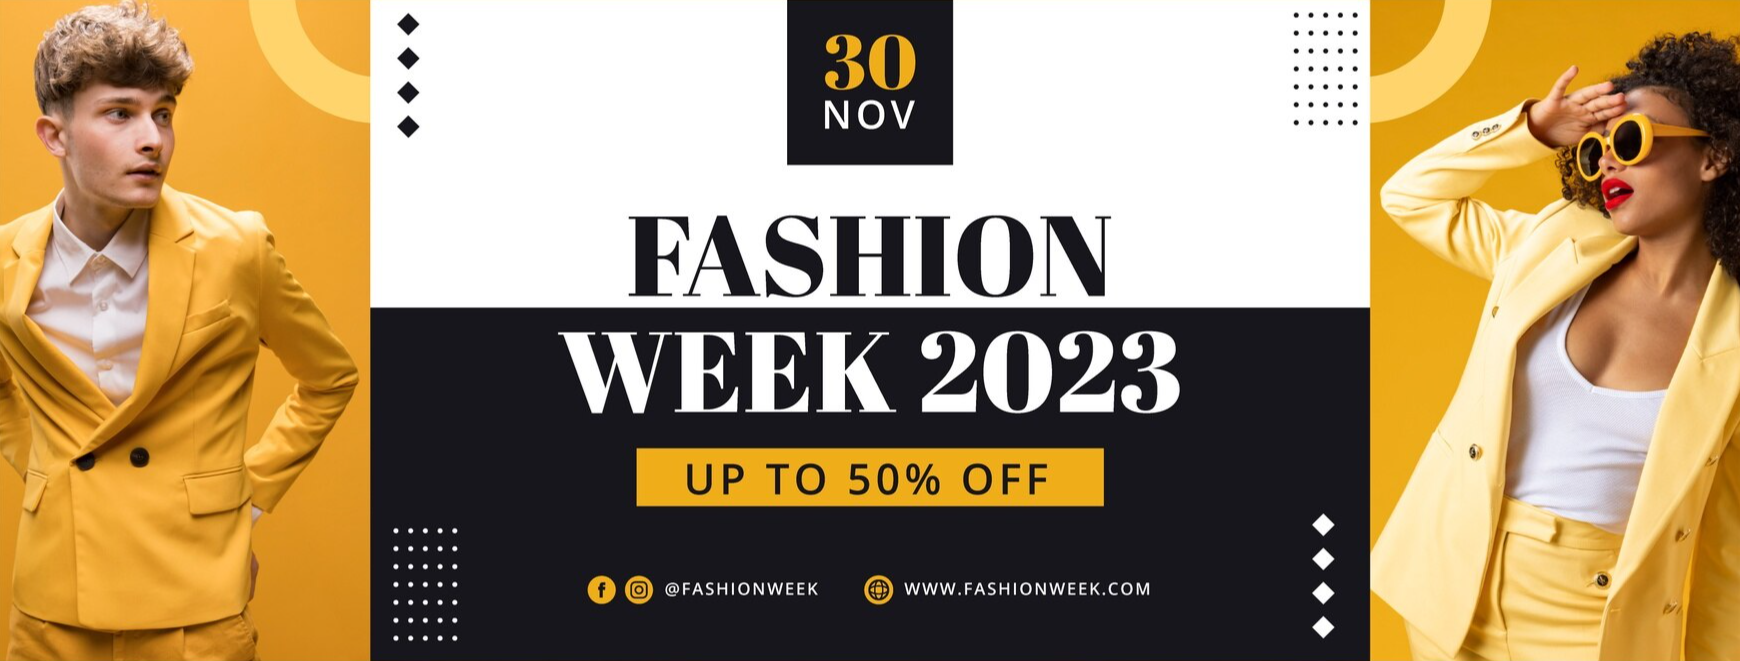 30
NOV
FASHION
WEEK 2023
UP TO 50% OFF
@FASHIONWEEK WWW.FASHIONWEEK.COM